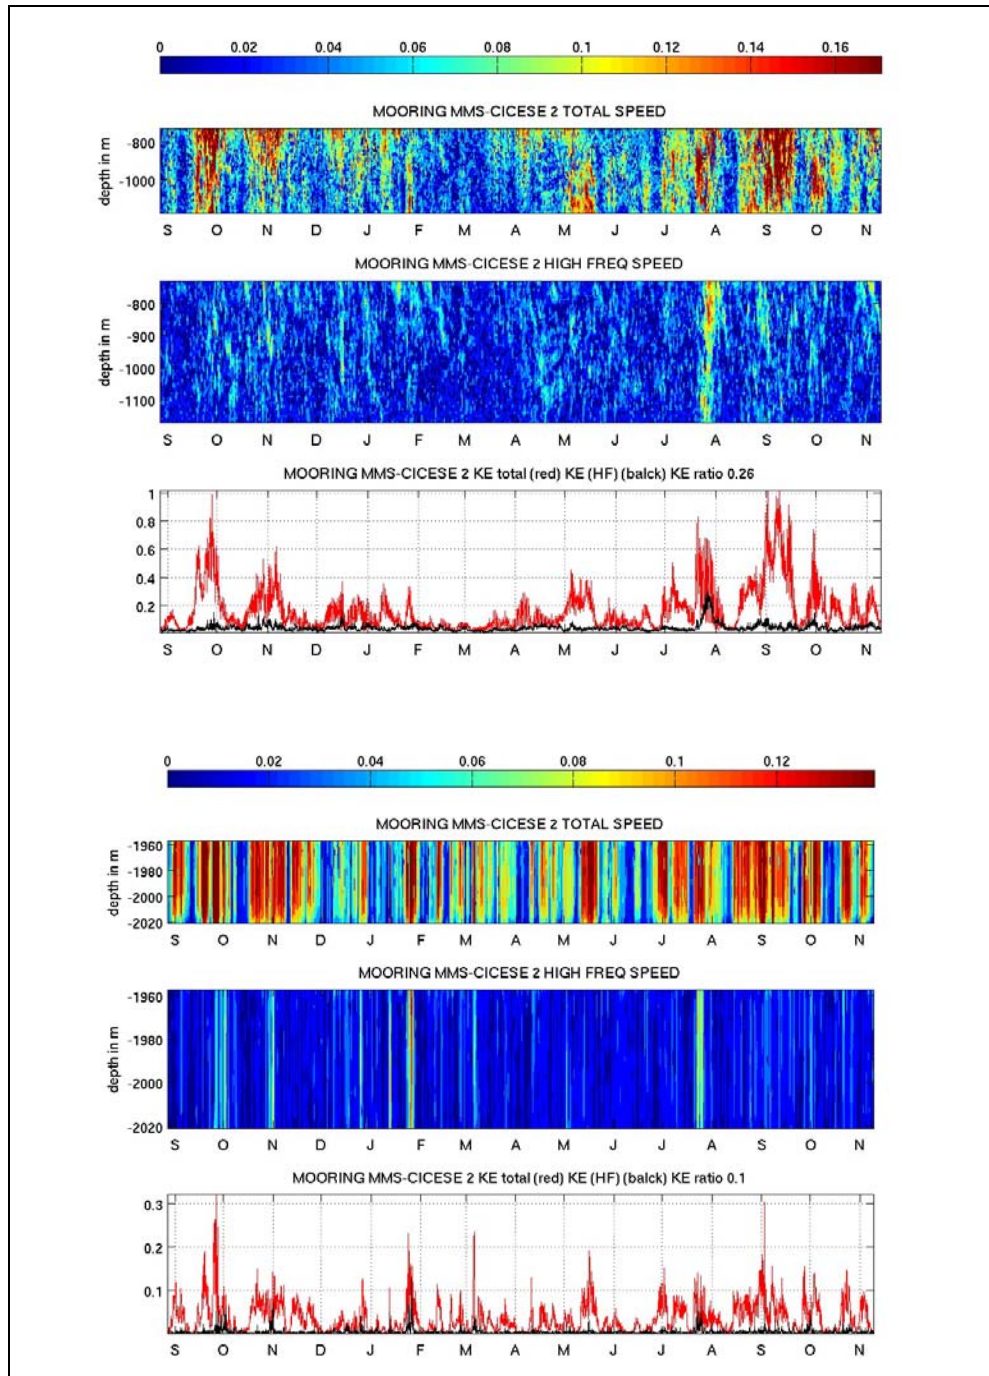 0 0.02 0.04 0.06 0.08 0.1 0.12 0.14 0.16
MOORING MMS-CICESE 2 TOTAL SPEED
depth in m
-800
-1000
S O N D J F M A M J J A S O N
MOORING MMS-CICESE 2 HIGH FREQ SPEED
depth in m
-800
-900
-1000
-1100
S O N D J F M A M J J A S O N
MOORING MMS-CICESE 2 KE total (red) KE (HF) (balck) KE ratio 0.26
1
0.8
0.6
0.4
0.2
S O N D J F M A M J J A S O N
0 0.02 0.04 0.06 0.08 0.1 0.12
MOORING MMS-CICESE 2 TOTAL SPEED
depth in m
-1960
-1980
-2000
-2020
S O N D J F M A M J J A S O N
MOORING MMS-CICESE 2 HIGH FREQ SPEED
depth in m
-1960
-1980
-2000
-2020
S O N D J F M A M J J A S O N
MOORING MMS-CICESE 2 KE total (red) KE (HF) (balck) KE ratio 0.1
0.3
0.2
0.1
S O N D J F M A M J J A S O N